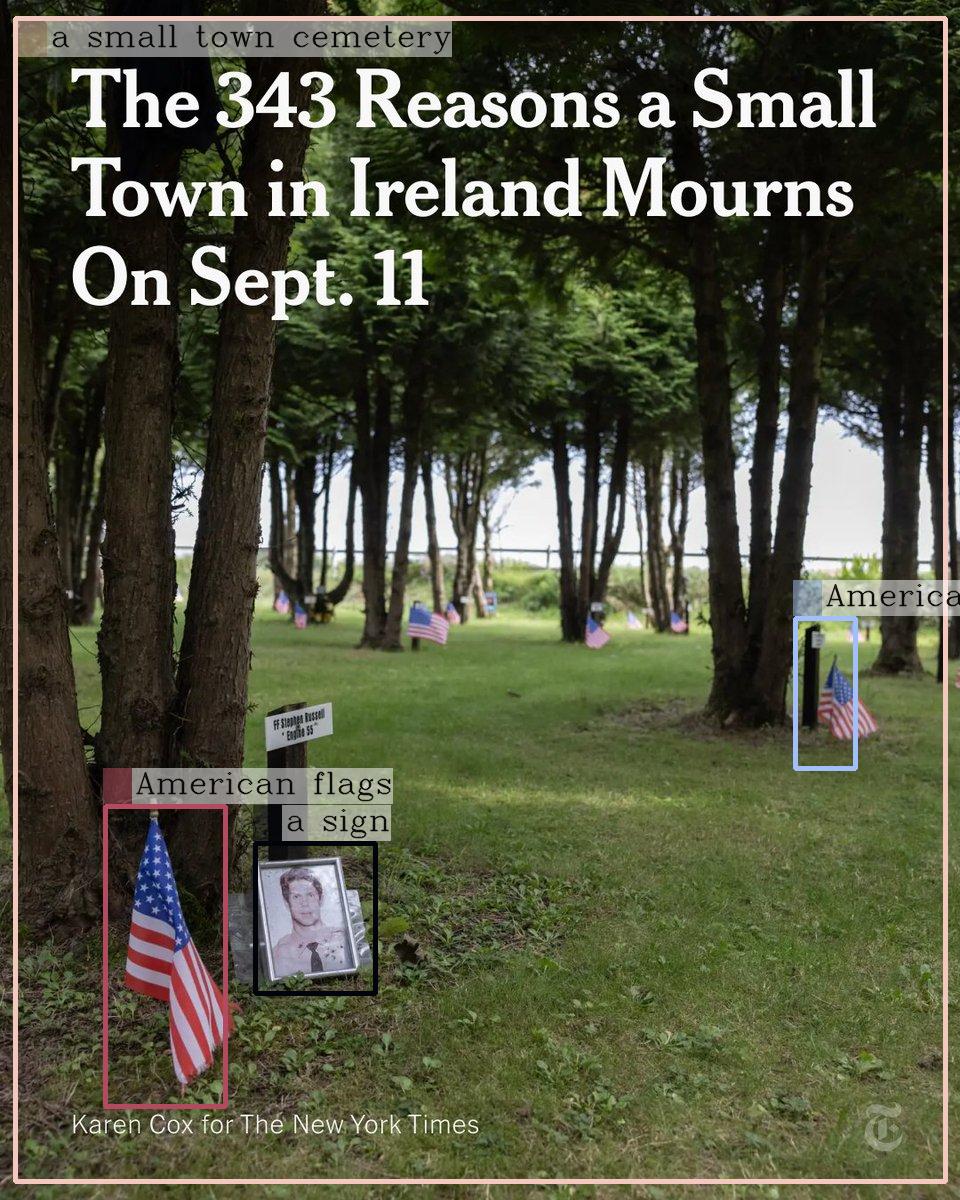 a small town cemetery
The 343 Reasons a Small
Town in Ireland Mourns
On Sept. 11
America
FF Stephen Russell
"Engine 55"
American flags
a sign
Karen Cox for The New York Times
T